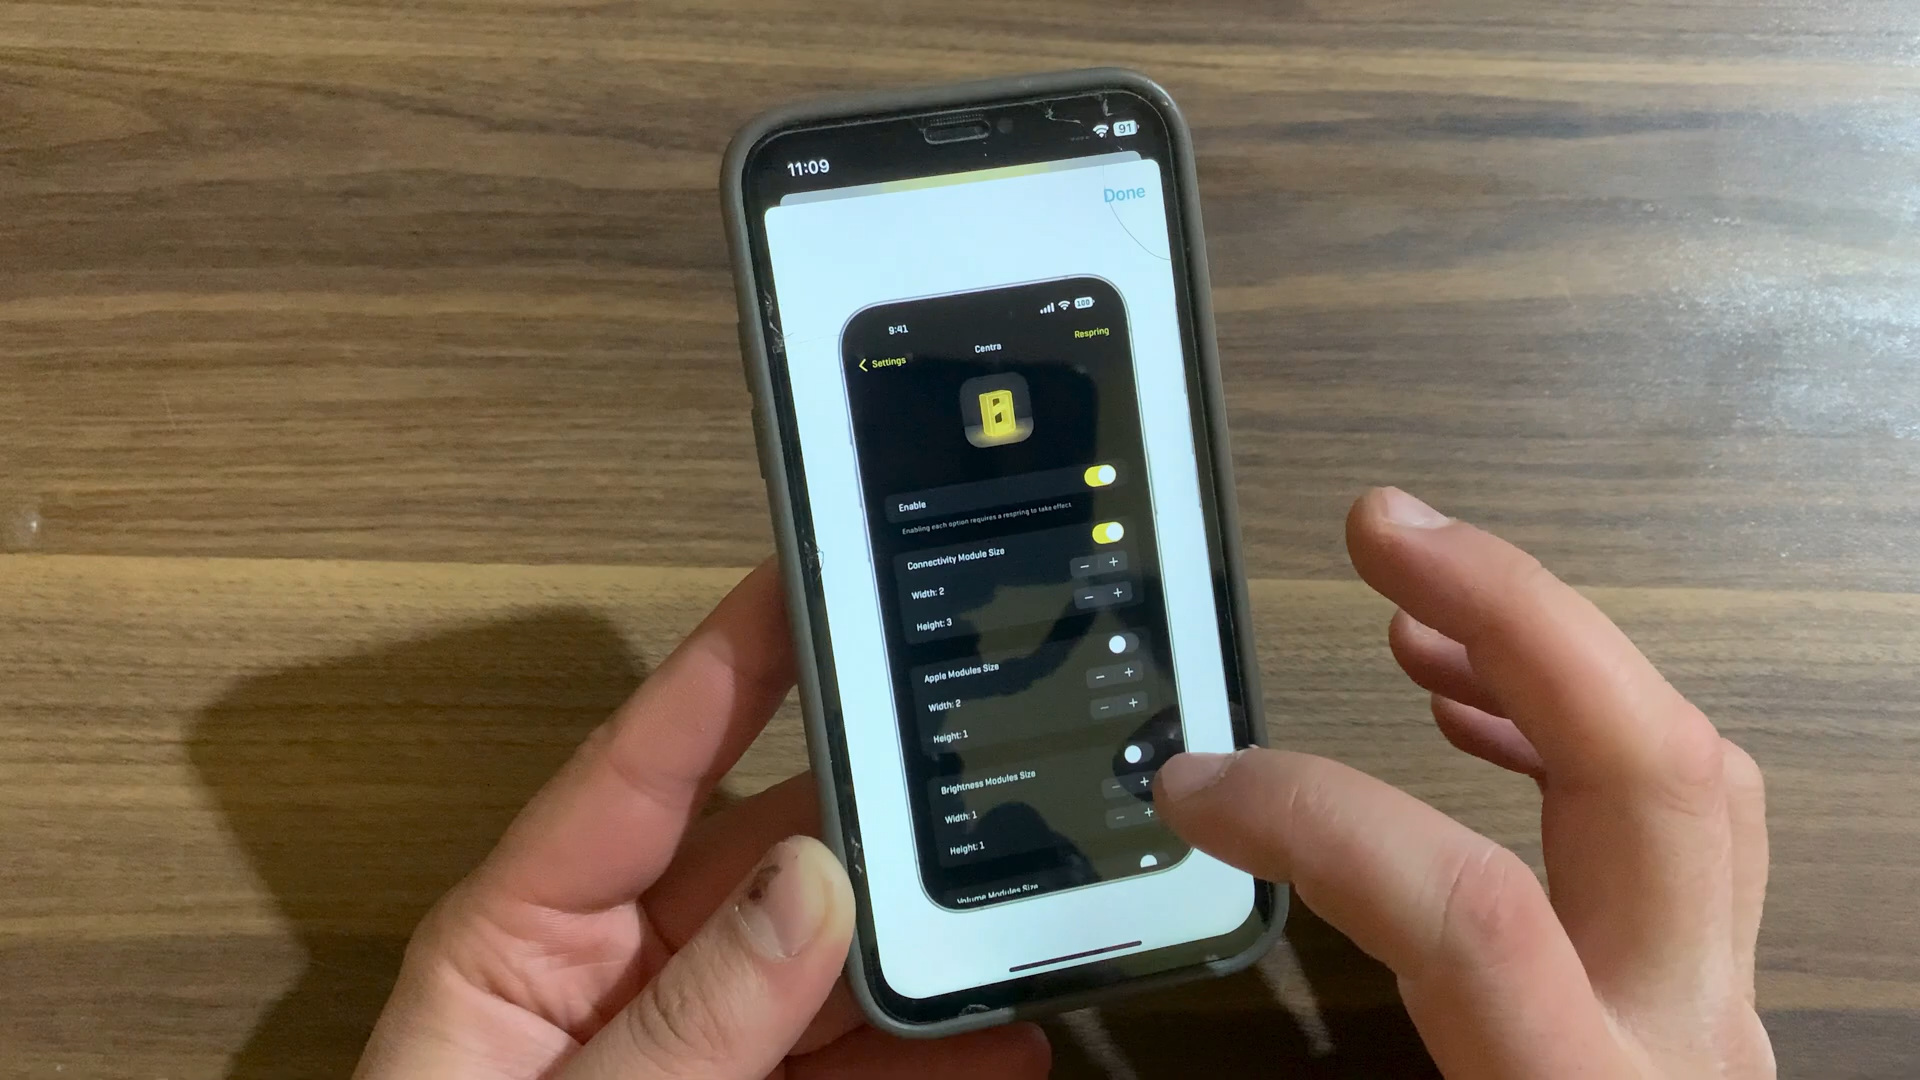 11:09
91
Done
9:41
100
Respring
Centra
Settings
Enable
Enabling each option requires a respring to take effect.
Connectivity Module Size
Width: 2
Height: 3
Apple Modules Size
Width: 2
Height: 1
Brightness Modules Size
Width: 1
Height: 1
Volume Modules Size